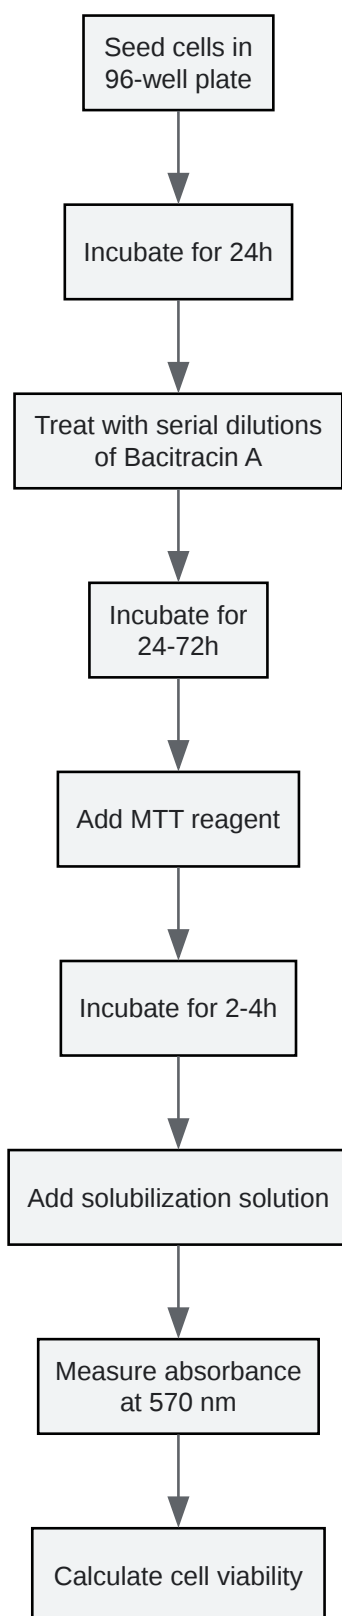 Seed cells in
96-well plate
Incubate for 24h
Treat with serial dilutions
of Bacitracin A
Incubate for
24-72h
Add MTT reagent
Incubate for 2-4h
Add solubilization solution
Measure absorbance
at 570 nm
Calculate cell viability